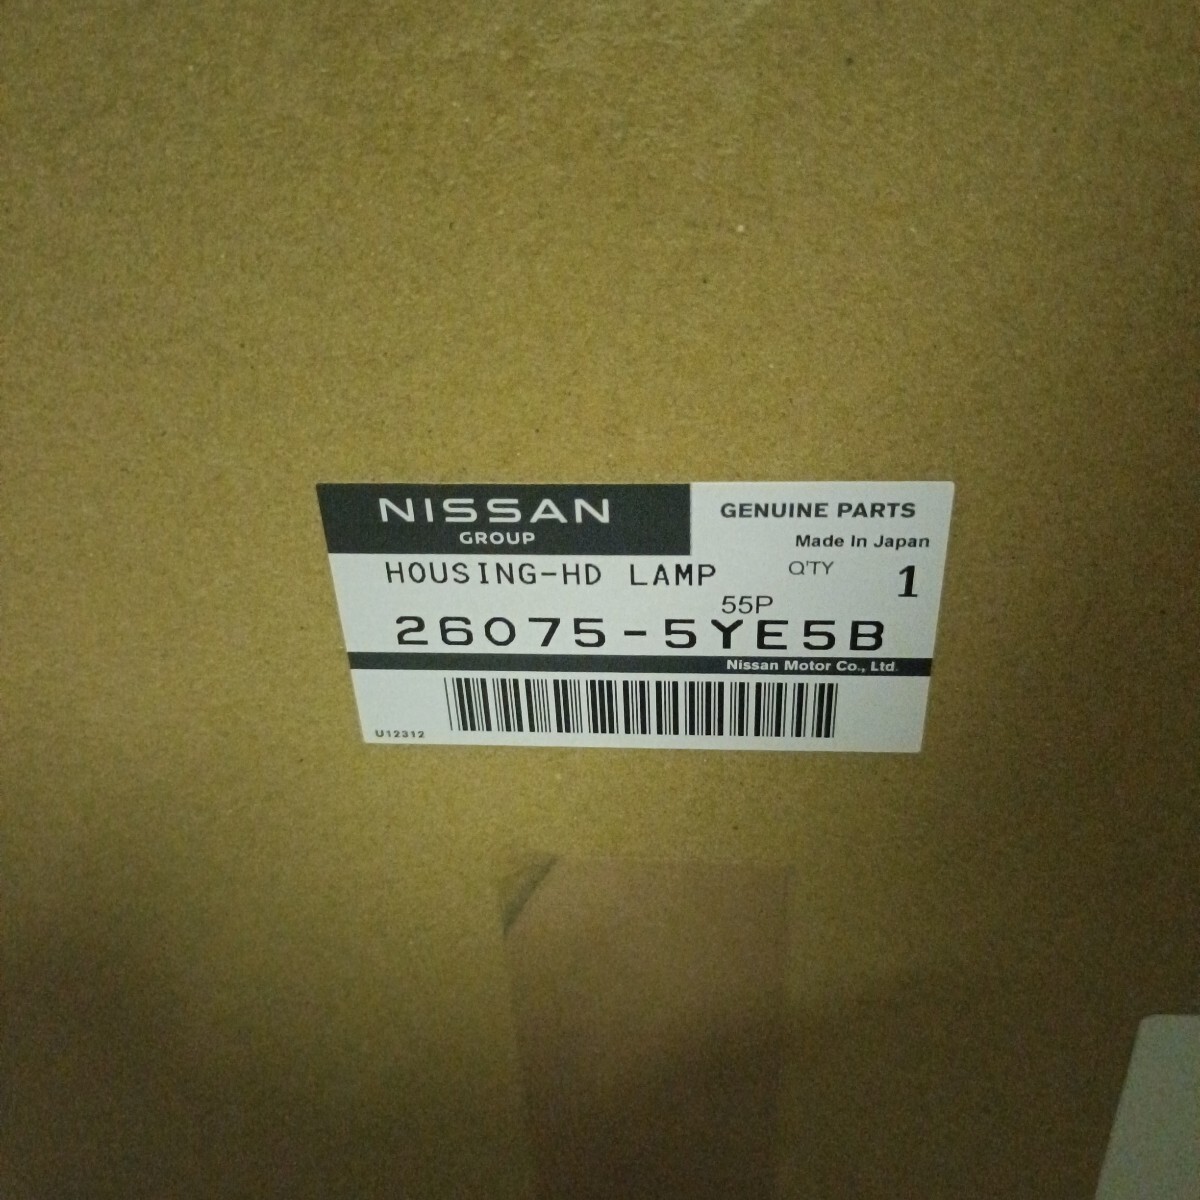 NISSAN
GROUP
GENUINE PARTS
Made In Japan
HOUSING-HD LAMP
Q'TY 1
55P
26075-5YE5B
Nissan Motor Co., Ltd.
U12312